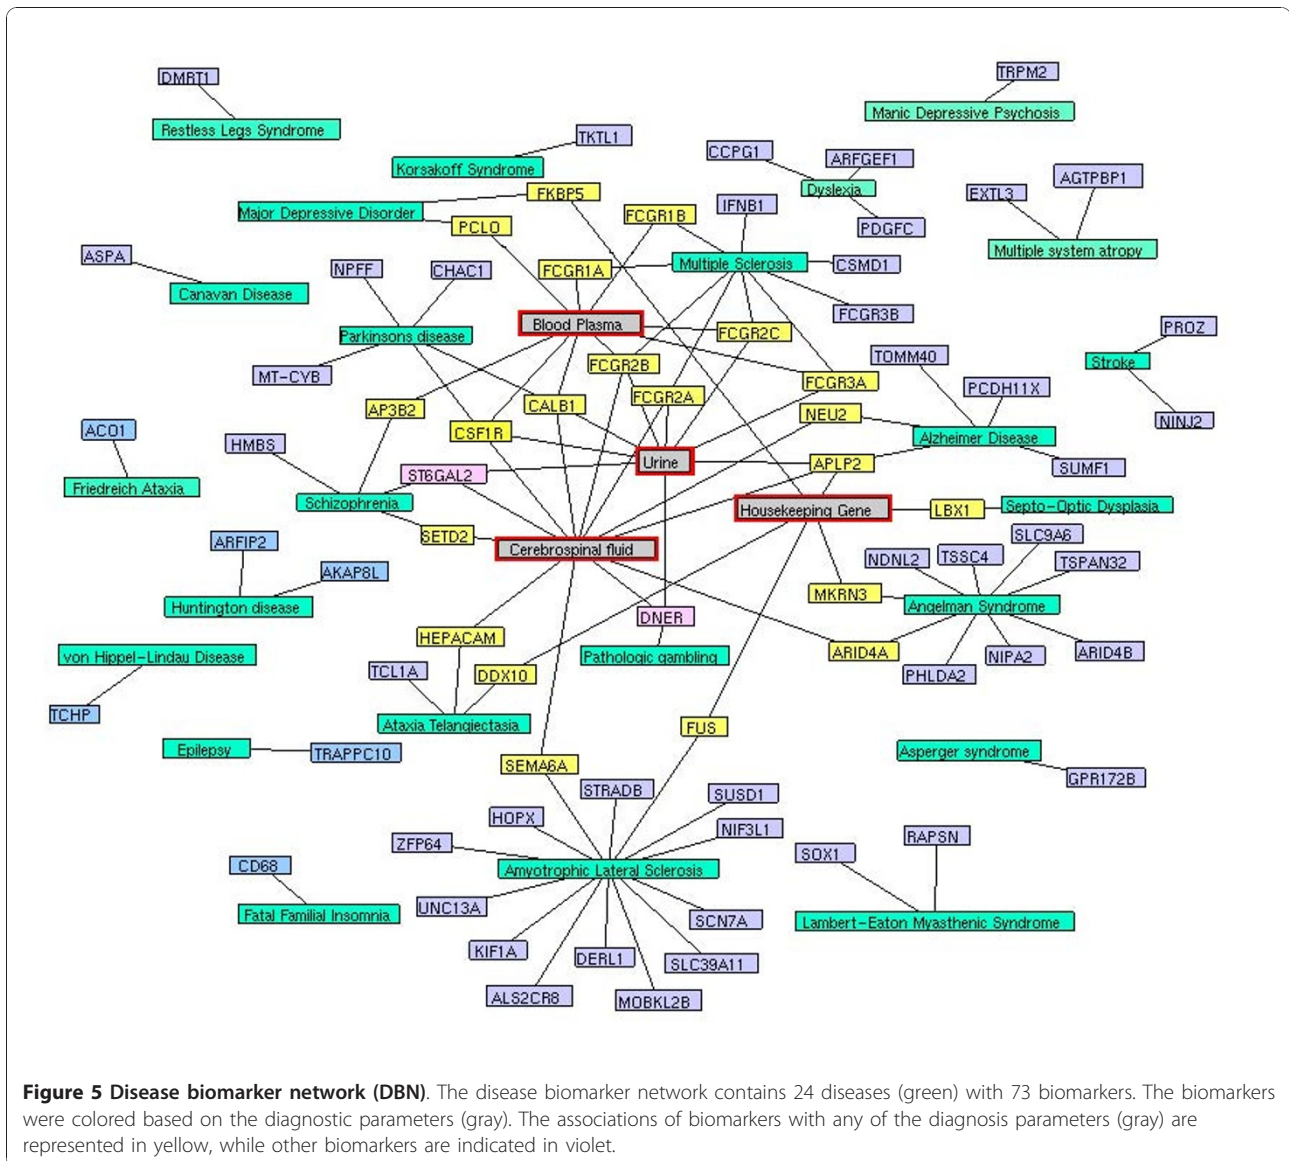 DMRT1
TRPM2
Restless Legs Syndrome
Manic Depressive Psychosis
TKTL1
CCPG1
ARFGEF1
Korsakoff Syndrome
AGTPBP1
Dyslexia
EXTL3
FKBP5
IFNB1
Major Depressive Disorder
PCLO
FCGR1B
PDGFC
Multiple system atropy
ASPA
NPFF
CHAC1
FCGR1A
Multiple Sclerosis
CSMD1
Canavan Disease
FCGR3B
Blood Plasma
PROZ
Parkinsons disease
FCGR2C
TOMM40
Stroke
FCGR2B
MT-CYB
FCGR3A
PCDH11X
FCGR2A
AP3B2
CALB1
NEU2
NINJ2
ACO1
CSF1R
Alzheimer Disease
HMBS
Urine
APLP2
SUMF1
ST6GAL2
Friedreich Ataxia
Schizophrenia
Housekeeping Gene
LBX1
Septo-Optic Dysplasia
SETD2
SLC9A6
ARFIP2
Cerebrospinal fluid
NDNL2
TSSC4
TSPAN32
AKAP8L
MKRN3
Huntington disease
Angelman Syndrome
DNER
HEPACAM
ARID4A
von Hippel-Lindau Disease
Pathologic gambling
NIPA2
ARID4B
TCL1A
DDX10
PHLDA2
TCHP
Ataxia Telangiectasia
FUS
Epilepsy
TRAPPC10
Asperger syndrome
SEMA6A
GPR172B
STRADB
SUSD1
HOPX
NIF3L1
ZFP64
RAPSN
SOX1
CD68
Amyotrophic Lateral Sclerosis
UNC13A
Fatal Familial Insomnia
SCN7A
Lambert-Eaton Myasthenic Syndrome
KIF1A
DERL1
SLC39A11
ALS2CR8
MOBKL2B
Figure 5 Disease biomarker network (DBN). The disease biomarker network contains 24 diseases (green) with 73 biomarkers. The biomarkers
were colored based on the diagnostic parameters (gray). The associations of biomarkers with any of the diagnosis parameters (gray) are
represented in yellow, while other biomarkers are indicated in violet.